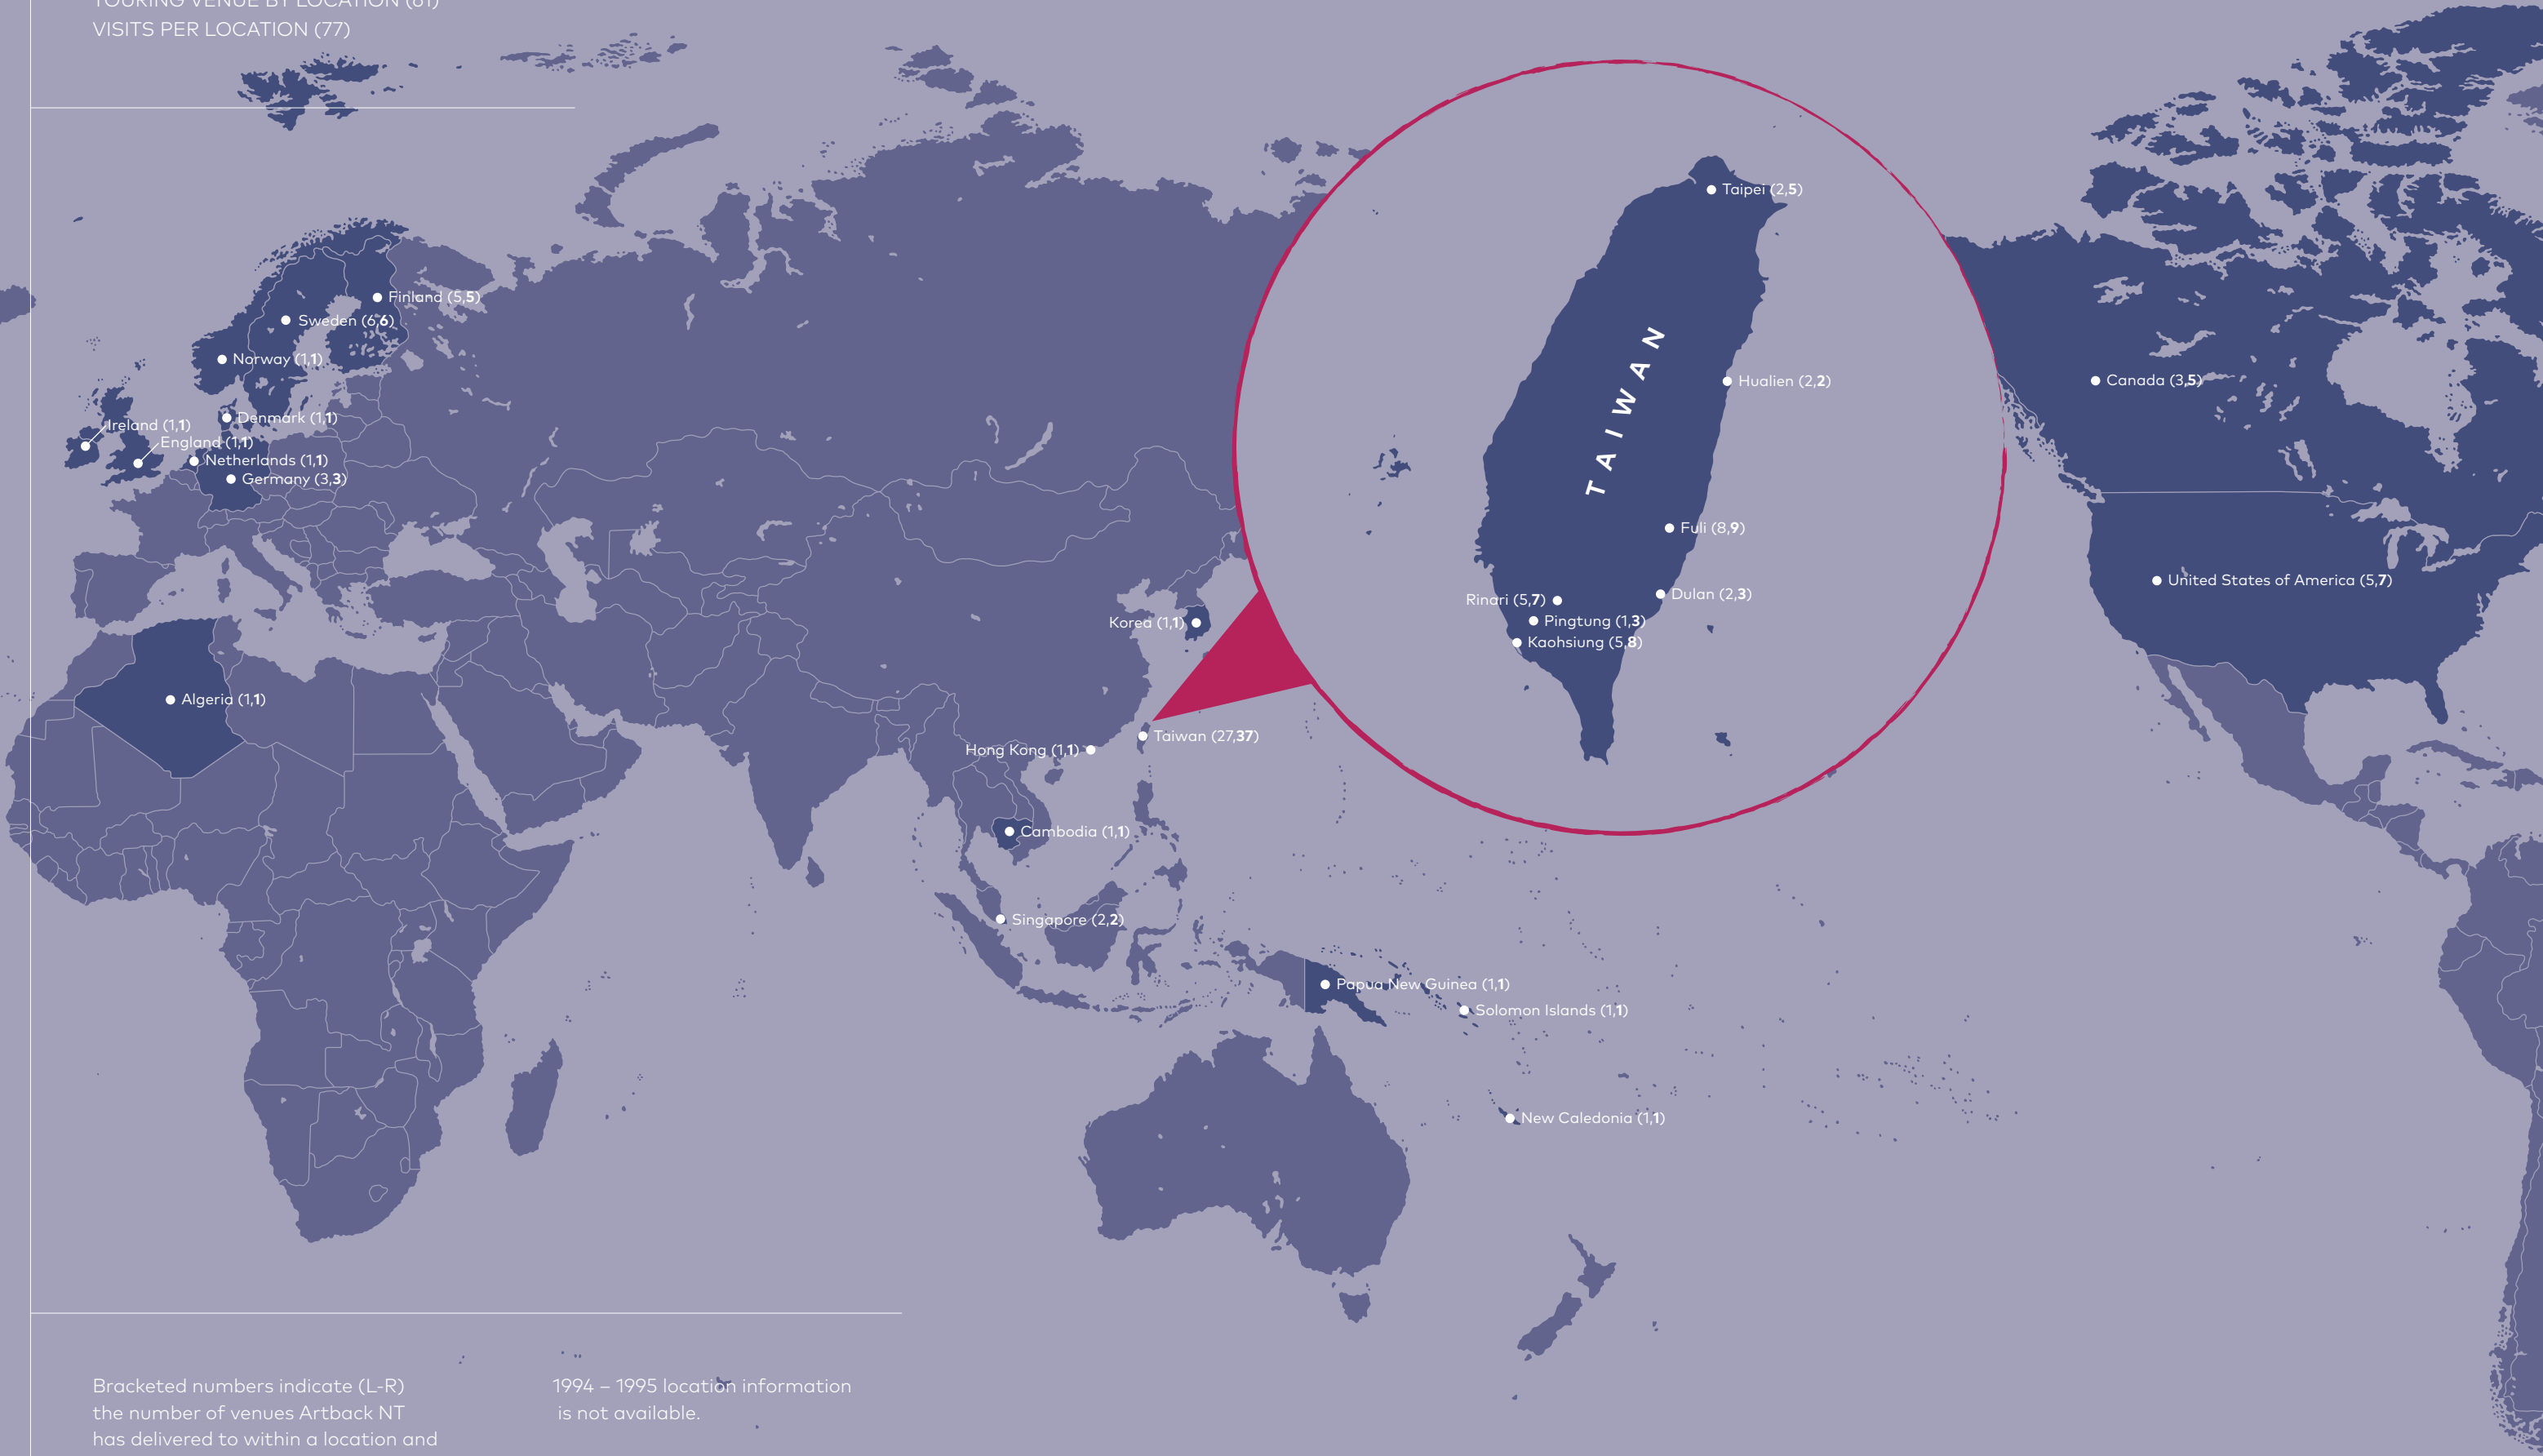 TOURING VENUE BY LOCATION (61)
VISITS PER LOCATION (77)
Taipei (2,5)
Finland (5,5)
Sweden (6,6)
Norway (1,1)
TAIWAN
Hualien (2,2)
Canada (3,5)
Denmark (1,1)
Ireland (1,1)
England (1,1)
Netherlands (1,1)
Germany (3,3)
Fuli (8,9)
United States of America (5,7)
Dulan (2,3)
Rinari (5,7)
Pingtung (1,3)
Korea (1,1)
Kaohsiung (5,8)
Algeria (1,1)
Taiwan (27,37)
Hong Kong (1,1)
Cambodia (1,1)
Singapore (2,2)
Papua New Guinea (1,1)
Solomon Islands (1,1)
New Caledonia (1,1)
Bracketed numbers indicate (L-R)
the number of venues Artback NT
has delivered to within a location and
1994 – 1995 location information
is not available.